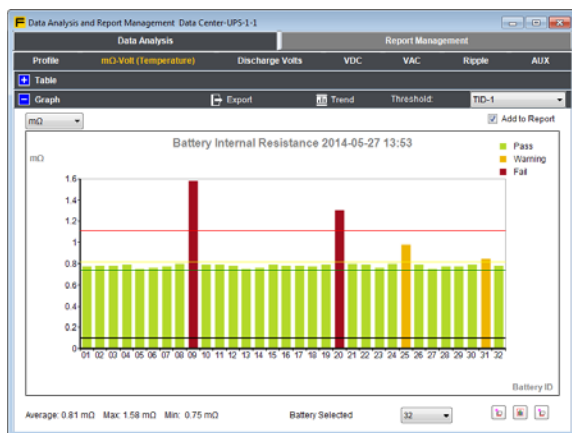 Data Analysis and Report Management Data Center-UPS-1-1
Data Analysis Report Management
Profile mΩ-Volt (Temperature) Discharge Volts VDC VAC Ripple AUX
Table
Graph Export Trend Threshold: TID-1
mΩ Add to Report
Battery Internal Resistance 2014-05-27 13:53
Pass
Warning
Fail
mΩ
1.6
1.4
1.2
1
0.8
0.6
0.4
0.2
0
01 02 03 04 05 06 07 08 09 10 11 12 13 14 15 16 17 18 19 20 21 22 23 24 25 26 27 28 29 30 31 32
Battery ID
Average: 0.81 mΩ Max: 1.58 mΩ Min: 0.75 mΩ Battery Selected 32